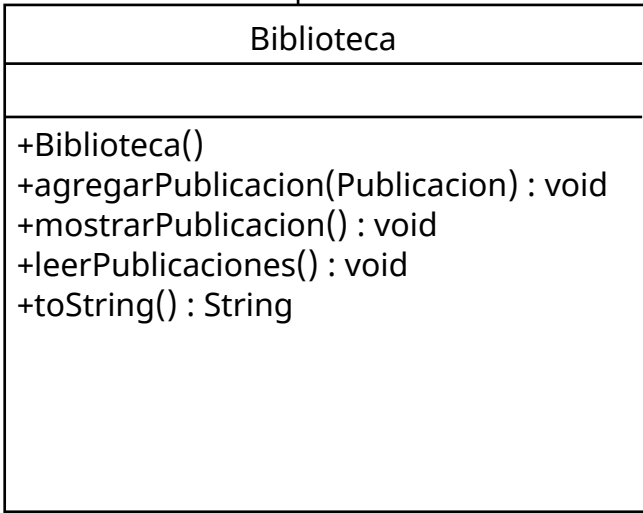 Biblioteca
+Biblioteca()
+agregarPublicacion(Publicacion) : void
+mostrarPublicacion() : void
+leerPublicaciones() : void
+toString() : String